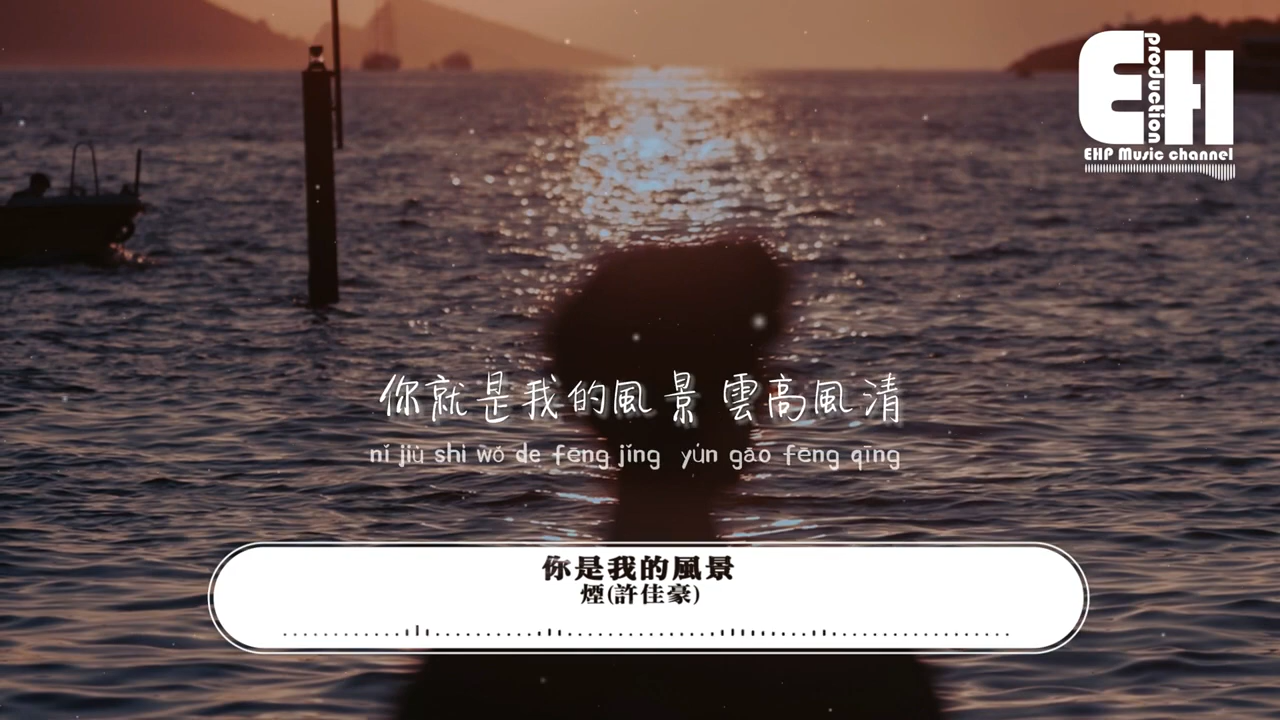 EH
production
EHP Music channel
你就是我的風景 雲高風清
nǐ jiù shì wǒ de fēng jǐng yún gāo fēng qīng
你是我的風景
煙(許佳豪)